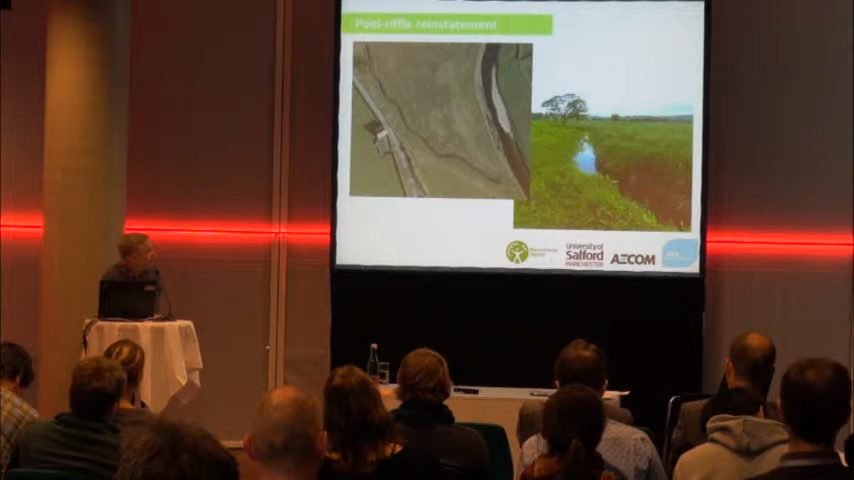 Pool-riffle reinstatement
University of
Salford
MANCHESTER
AECOM